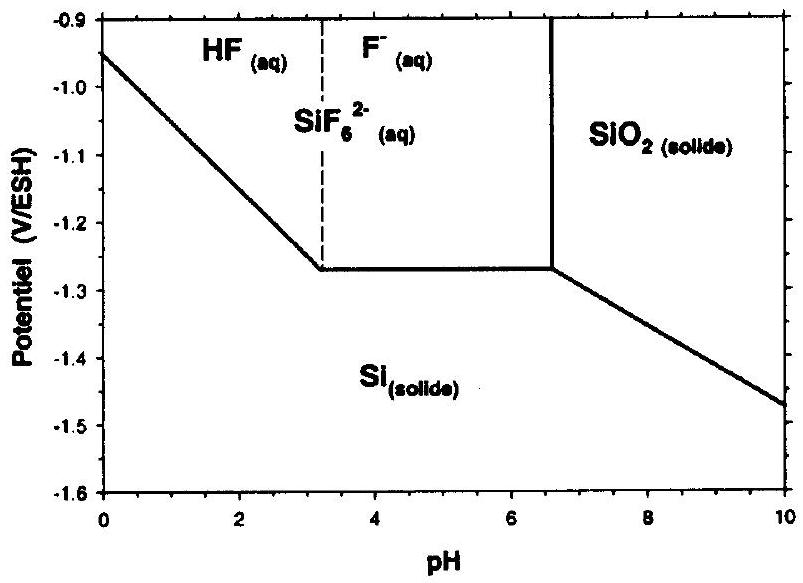 -0.9
-1.0
-1.1
-1.2
-1.3
-1.4
-1.5
-1.6
Potentiel (V/ESH)
HF (aq)
F⁻ (aq)
SiF₆²⁻ (aq)
SiO₂ (solide)
Si(solide)
0 2 4 6 8 10
pH